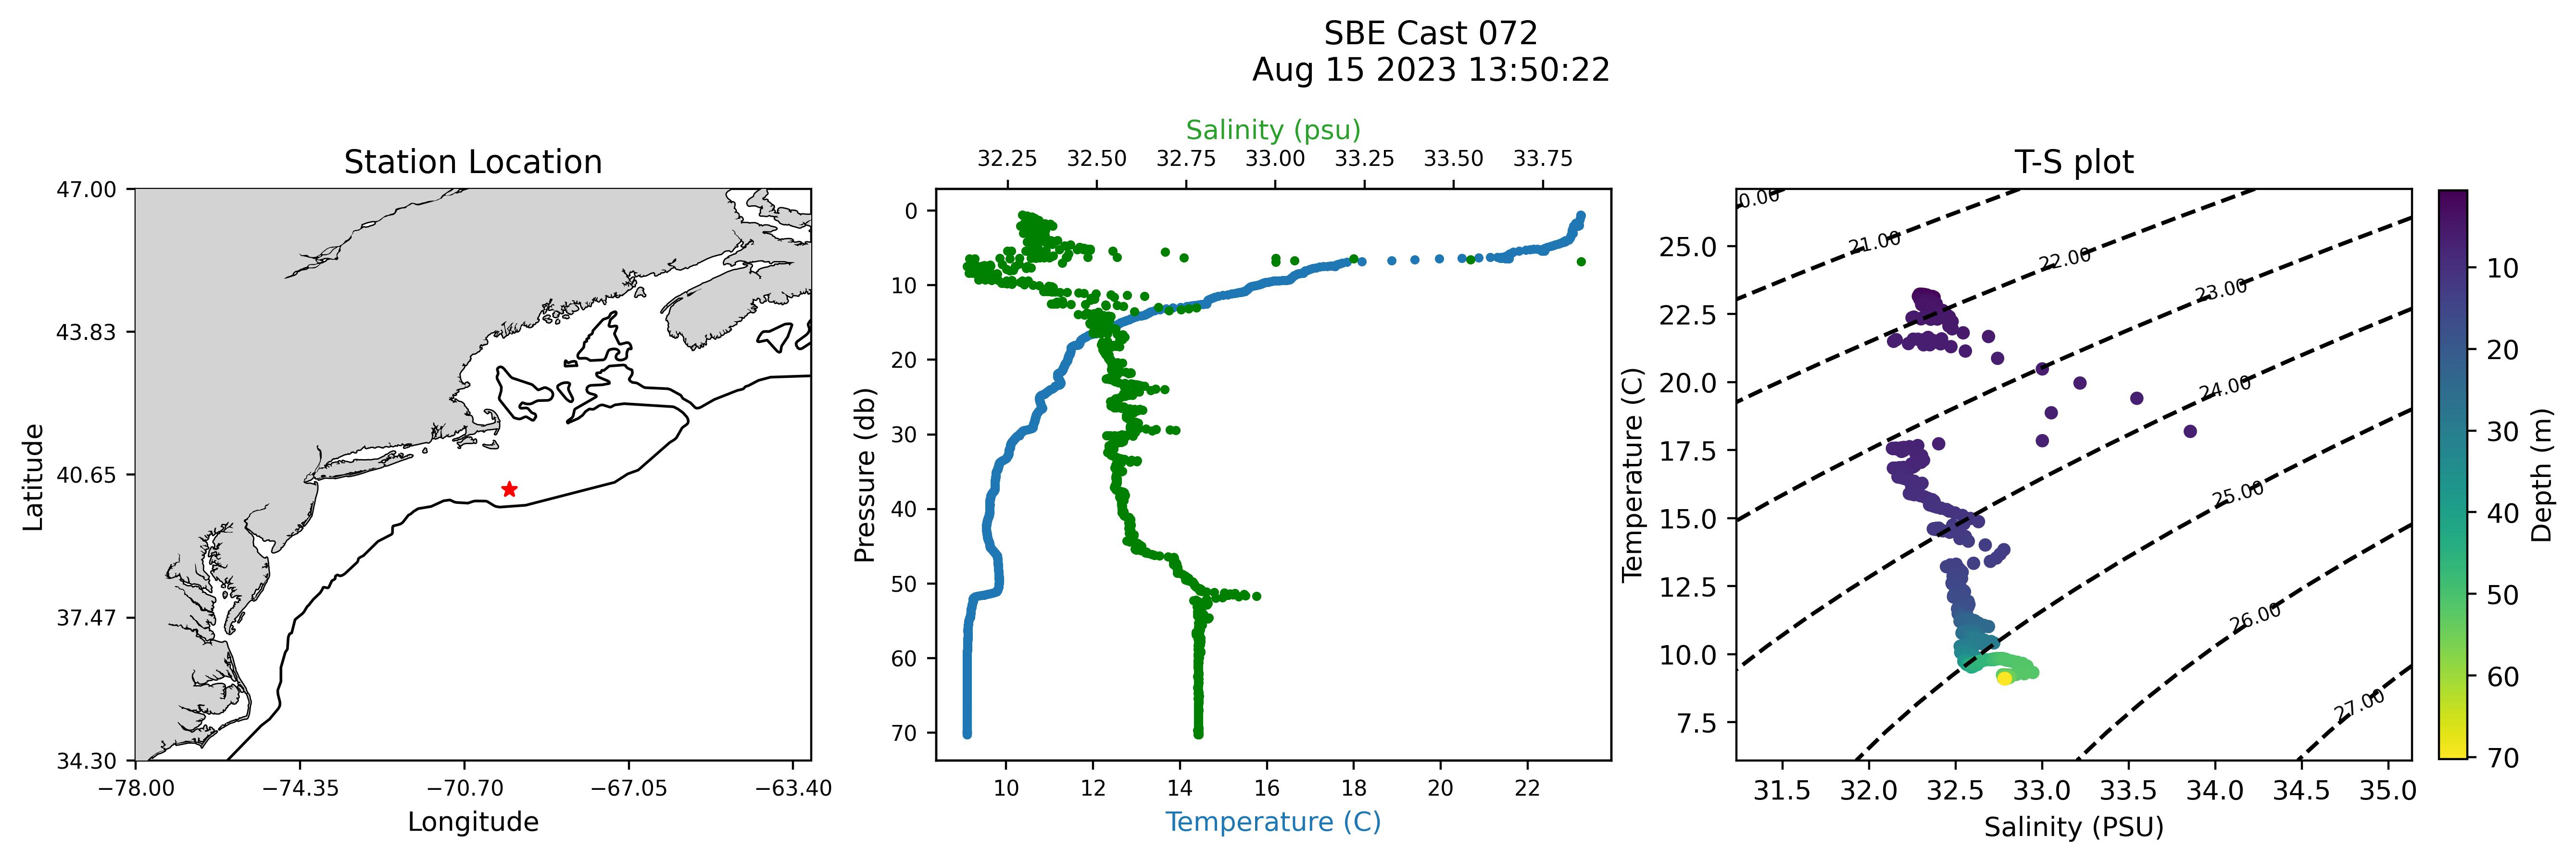 SBE Cast 072
Aug 15 2023 13:50:22
Station Location
47.00
43.83
40.65
37.47
34.30
Latitude
−78.00 −74.35 −70.70 −67.05 −63.40
Longitude
Salinity (psu)
32.25 32.50 32.75 33.00 33.25 33.50 33.75
0
10
20
30
40
50
60
70
Pressure (db)
10 12 14 16 18 20 22
Temperature (C)
T-S plot
25.0
22.5
20.0
17.5
15.0
12.5
10.0
7.5
Temperature (C)
0.00
21.00
22.00
23.00
24.00
25.00
26.00
27.00
31.5 32.0 32.5 33.0 33.5 34.0 34.5 35.0
Salinity (PSU)
10
20
30
40
50
60
70
Depth (m)